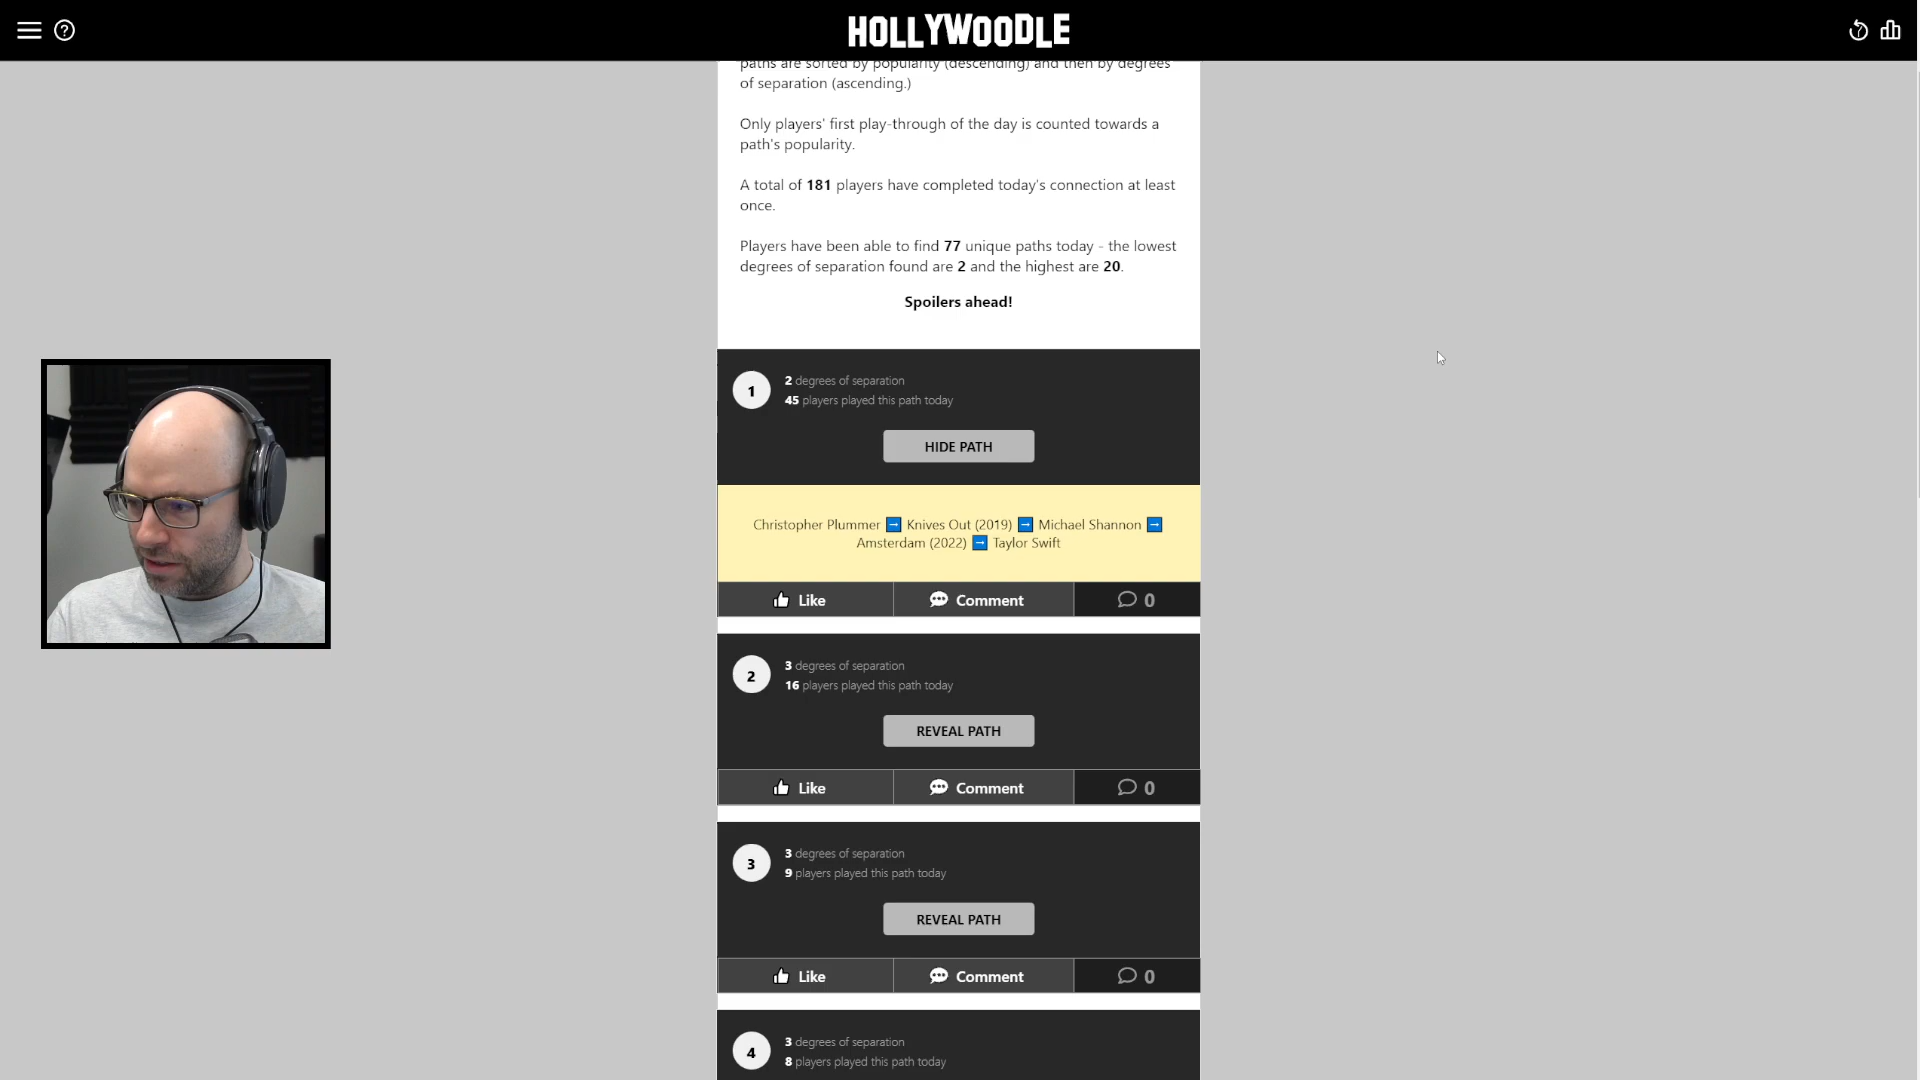 HOLLYWOODLE
paths are sorted by popularity (descending) and then by degrees
of separation (ascending.)
Only players' first play-through of the day is counted towards a
path's popularity.
A total of 181 players have completed today's connection at least
once.
Players have been able to find 77 unique paths today - the lowest
degrees of separation found are 2 and the highest are 20.
Spoilers ahead!
1
2 degrees of separation
45 players played this path today
HIDE PATH
Christopher Plummer ➡ Knives Out (2019) ➡ Michael Shannon ➡
Amsterdam (2022) ➡ Taylor Swift
Like Comment 0
2
3 degrees of separation
16 players played this path today
REVEAL PATH
Like Comment 0
3
3 degrees of separation
9 players played this path today
REVEAL PATH
Like Comment 0
4
3 degrees of separation
8 players played this path today